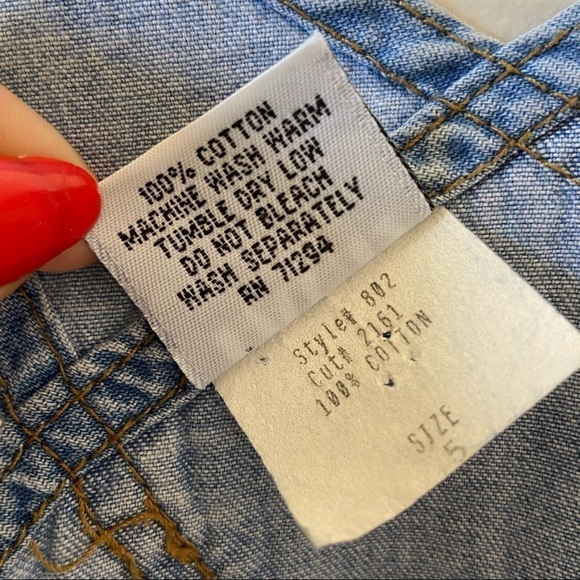 100% COTTON
MACHINE WASH WARM
TUMBLE DRY LOW
DO NOT BLEACH
WASH SEPARATELY
RN 71294
Style# 802
Cut# 2161
100% COTTON
SIZE
5